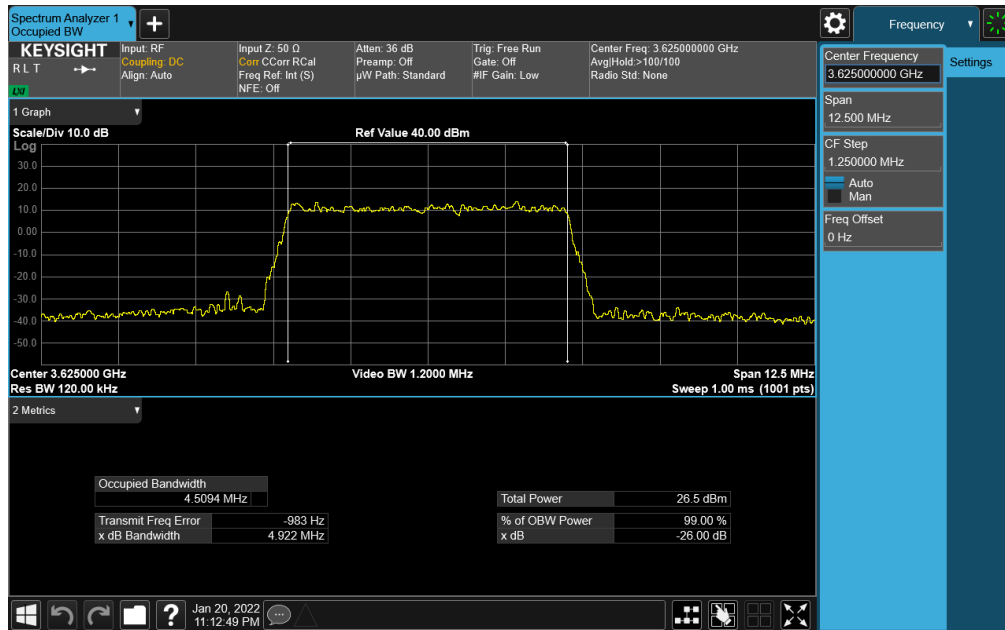 Spectrum Analyzer 1
Occupied BW
Frequency
KEYSIGHT
R L T
LXI
Input: RF
Coupling: DC
Align: Auto
Input Z: 50 Ω
Corr CCorr RCal
Freq Ref: Int (S)
NFE: Off
Atten: 36 dB
Preamp: Off
µW Path: Standard
Trig: Free Run
Gate: Off
#IF Gain: Low
Center Freq: 3.625000000 GHz
Avg|Hold:>100/100
Radio Std: None
Center Frequency
3.625000000 GHz
Settings
Span
12.500 MHz
CF Step
1.250000 MHz
Auto
Man
Freq Offset
0 Hz
1 Graph
Scale/Div 10.0 dB
Ref Value 40.00 dBm
Log
30.0
20.0
10.0
0.00
-10.0
-20.0
-30.0
-40.0
-50.0
Center 3.625000 GHz
Video BW 1.2000 MHz
Span 12.5 MHz
Res BW 120.00 kHz
Sweep 1.00 ms (1001 pts)
2 Metrics
Occupied Bandwidth
4.5094 MHz
Total Power 26.5 dBm
Transmit Freq Error -983 Hz
% of OBW Power 99.00 %
x dB Bandwidth 4.922 MHz
x dB -26.00 dB
?
Jan 20, 2022
11:12:49 PM